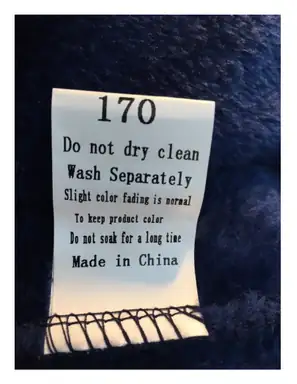 170
Do not dry clean
Wash Separately
Slight color fading is normal
To keep product color
Do not soak for a long time
Made in China